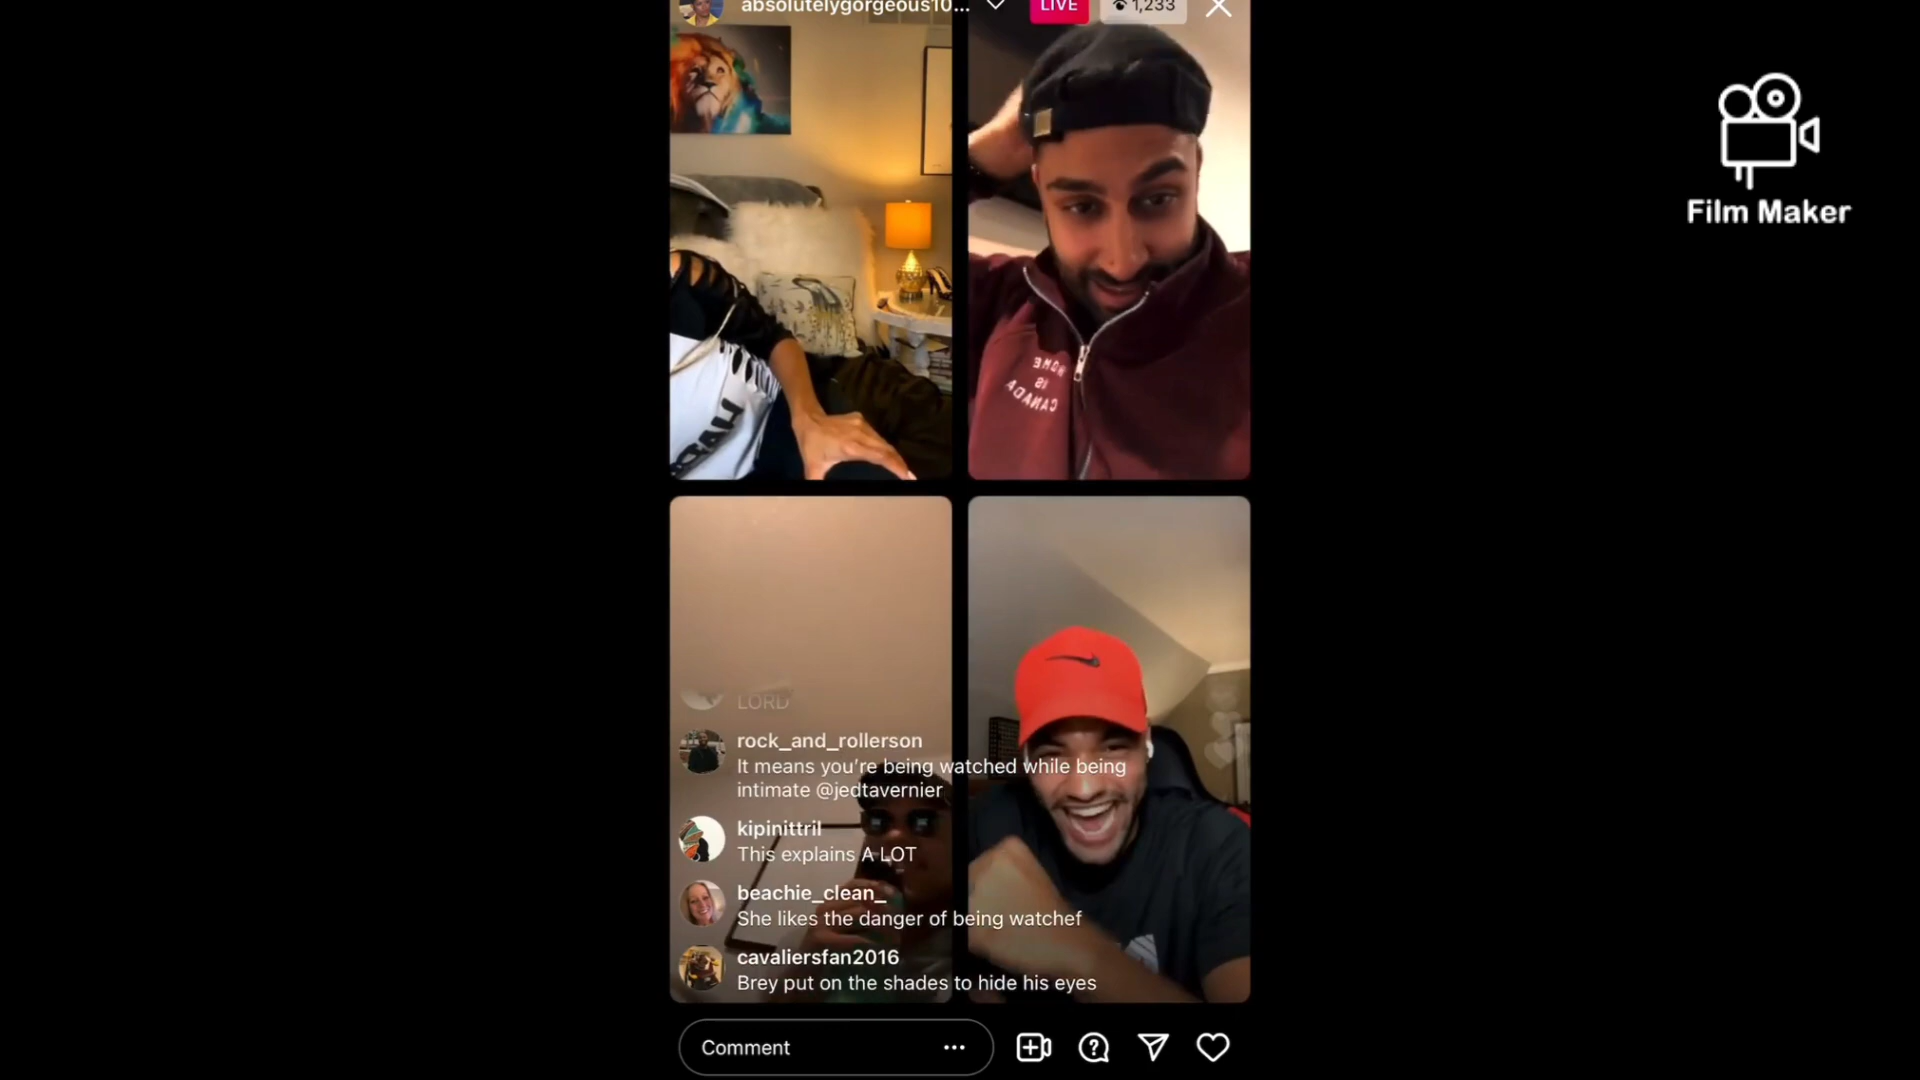 absolutelygorgeous10...
LIVE
1,233
Film Maker
HOME
IS
CANADA
LORD
rock_and_rollerson
It means you're being watched while being
intimate @jedtavernier
kipinittril
This explains A LOT
beachie_clean_
She likes the danger of being watchef
cavaliersfan2016
Brey put on the shades to hide his eyes
Comment